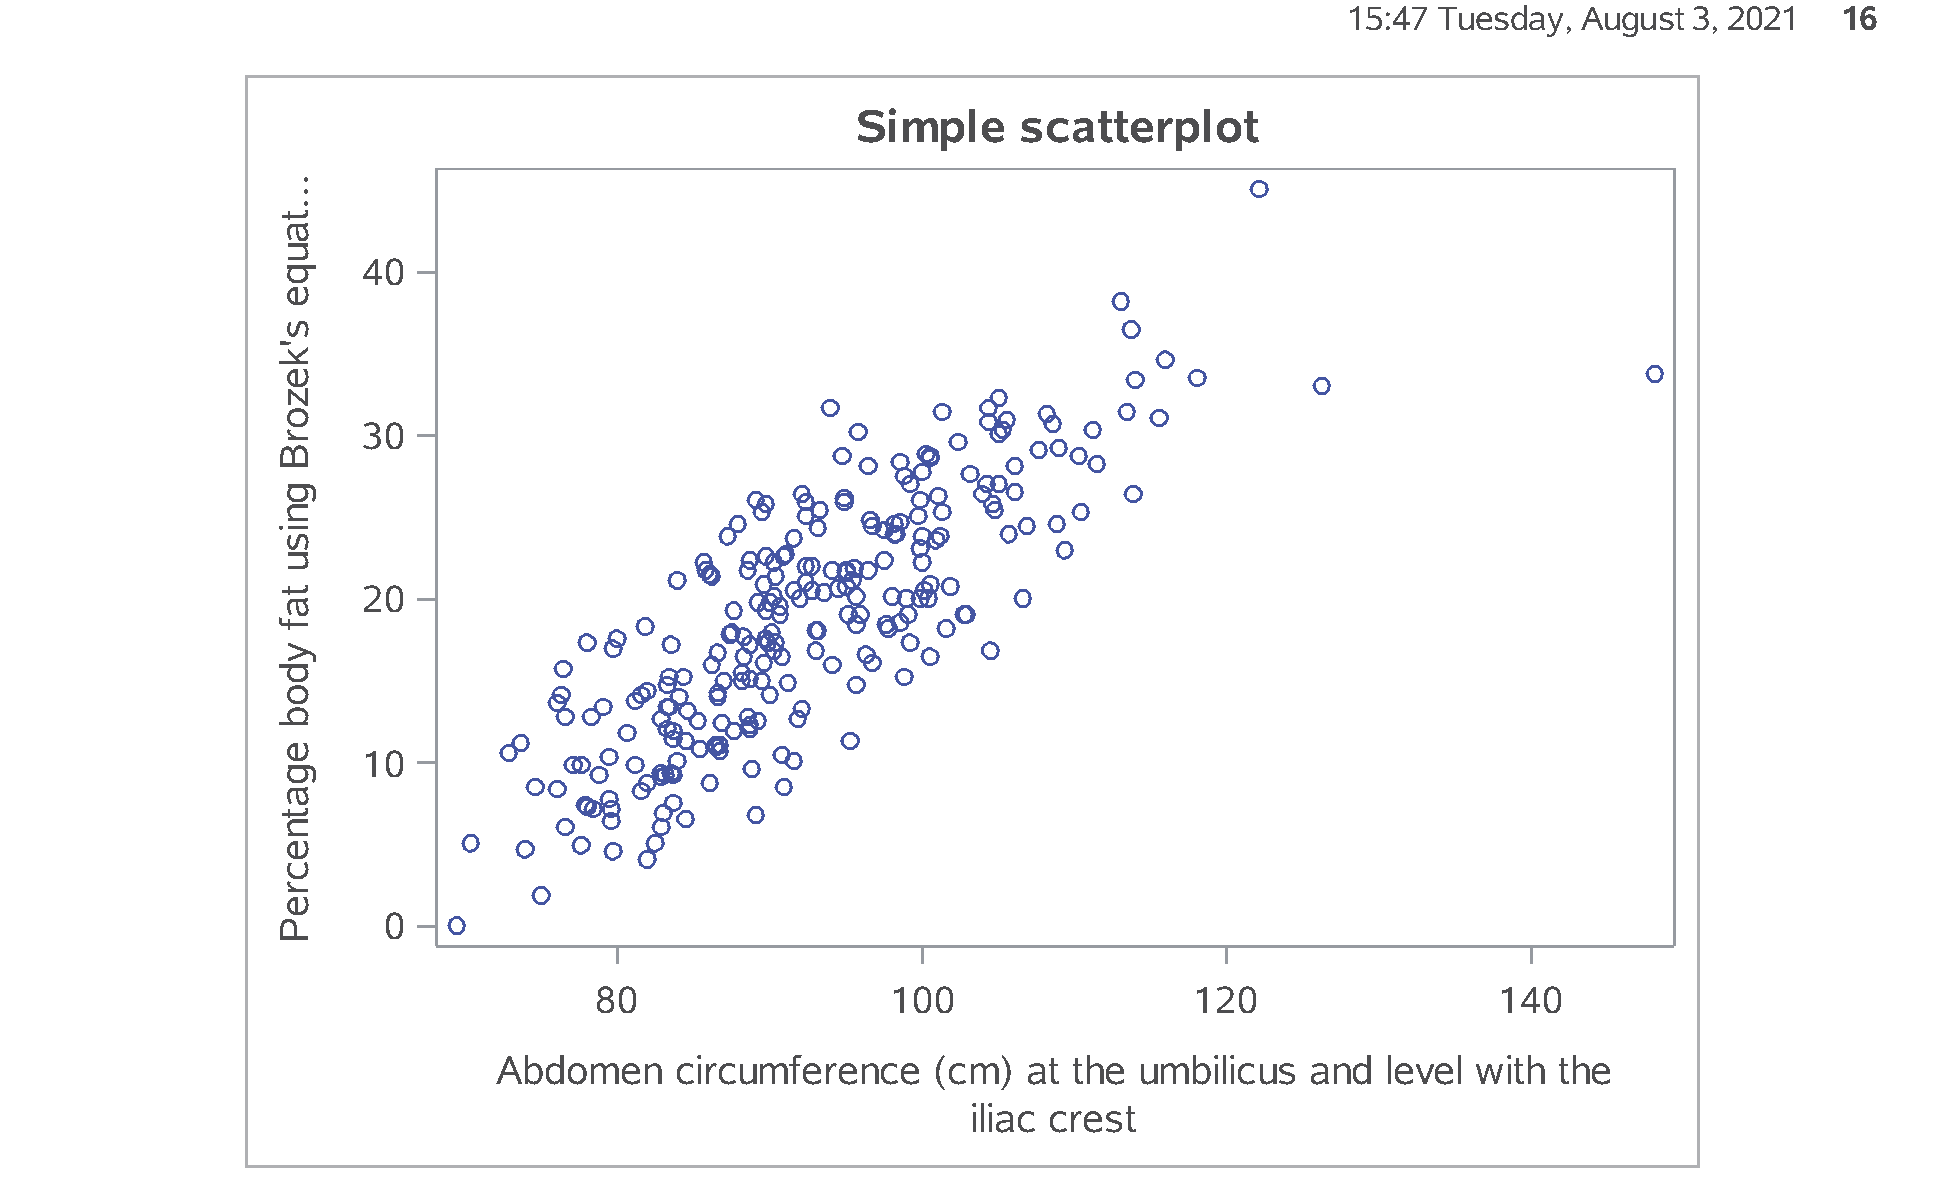 15:47 Tuesday, August 3, 2021 16
Simple scatterplot
Percentage body fat using Brozek's equat...
40
30
20
10
0
80 100 120 140
Abdomen circumference (cm) at the umbilicus and level with the
iliac crest